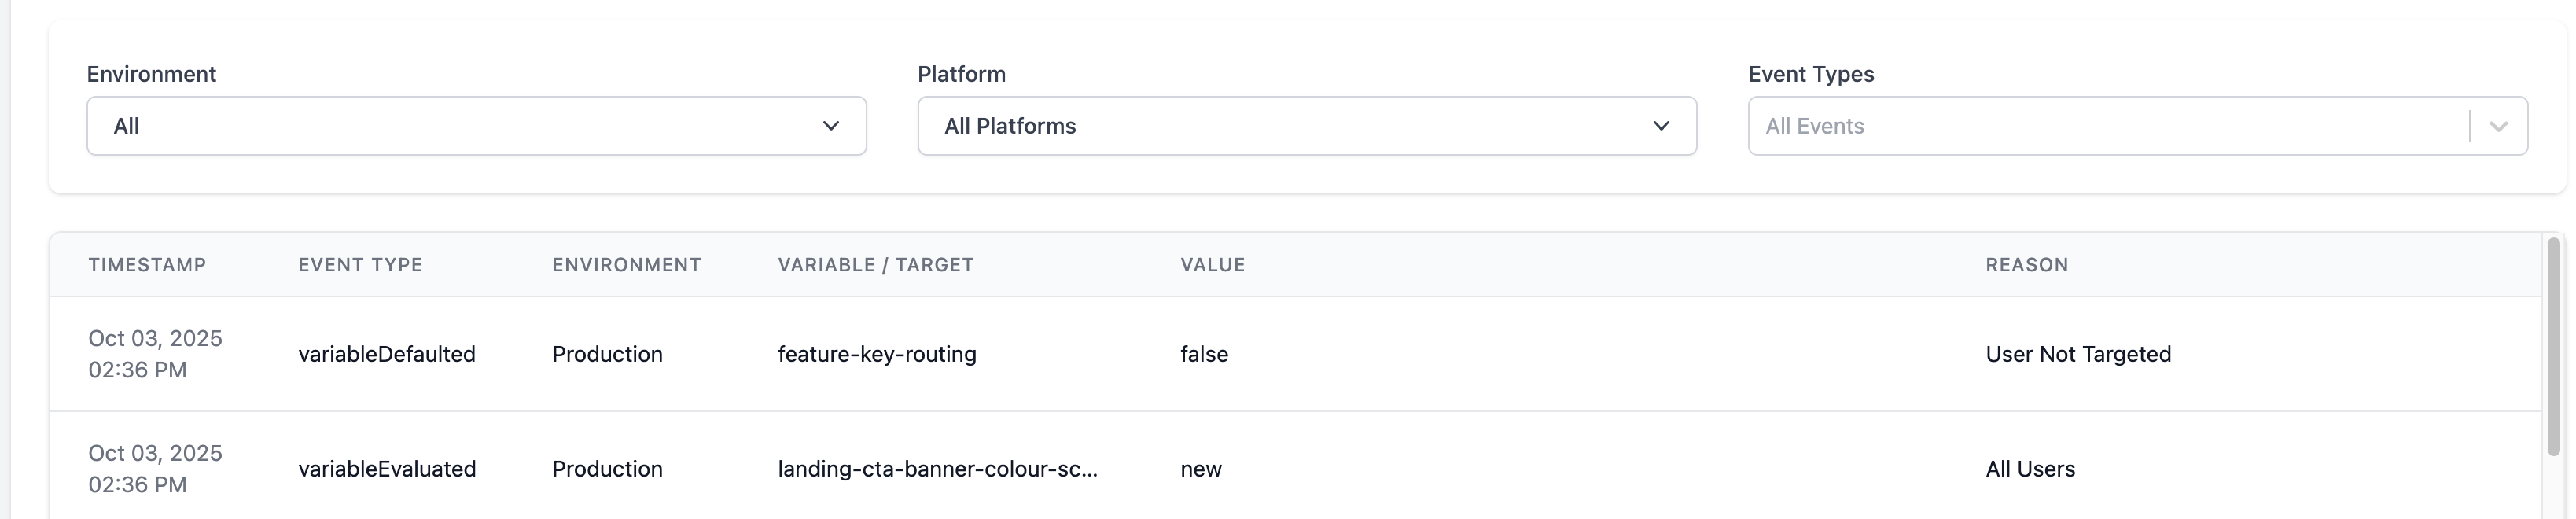 Environment
Platform
Event Types
All
All Platforms
All Events
TIMESTAMP
EVENT TYPE
ENVIRONMENT
VARIABLE / TARGET
VALUE
REASON
Oct 03, 2025
02:36 PM
variableDefaulted
Production
feature-key-routing
false
User Not Targeted
Oct 03, 2025
02:36 PM
variableEvaluated
Production
landing-cta-banner-colour-sc...
new
All Users